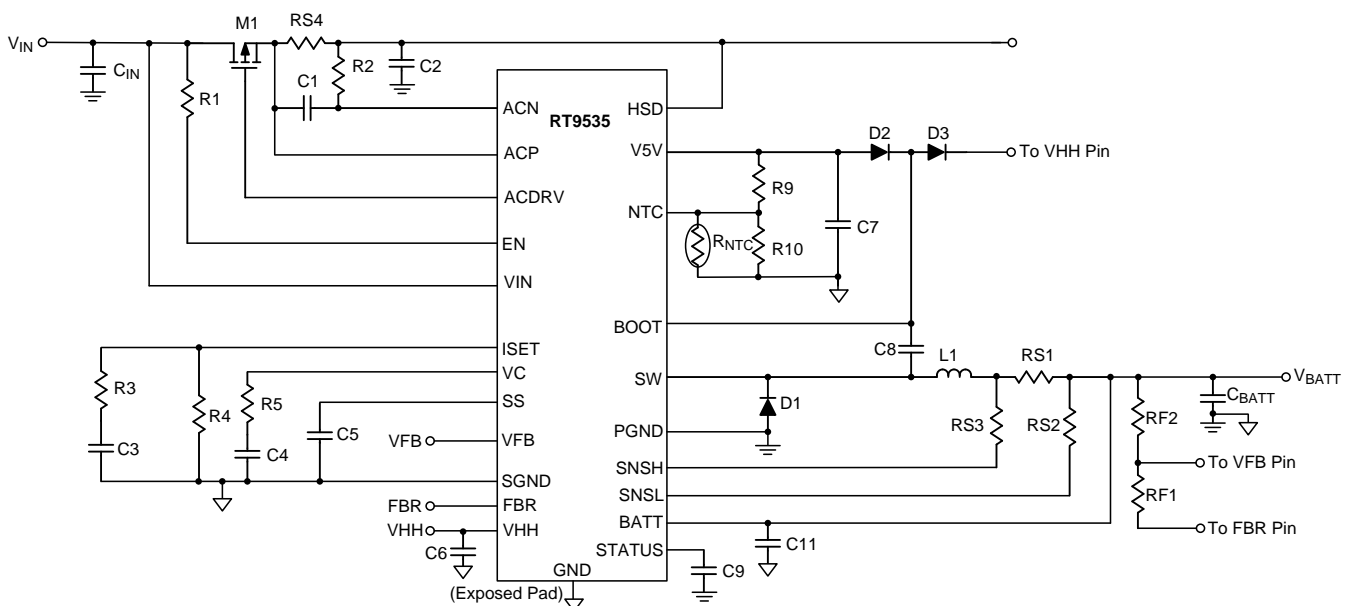 M1
RS4
VIN
CIN
R1
R2
C2
C1
ACN
RT9535
HSD
ACP
V5V
D2
D3
To VHH Pin
ACDRV
R9
NTC
RNTC
R10
C7
EN
VIN
BOOT
C8
ISET
L1
RS1
SW
VBATT
R3
VC
R4
R5
SS
D1
CBATT
C5
RS3
RS2
RF2
VFB
VFB
PGND
C3
C4
SNSH
To VFB Pin
SGND
SNSL
RF1
FBR
FBR
BATT
To FBR Pin
VHH
VHH
C6
C11
STATUS
GND
C9
(Exposed Pad)